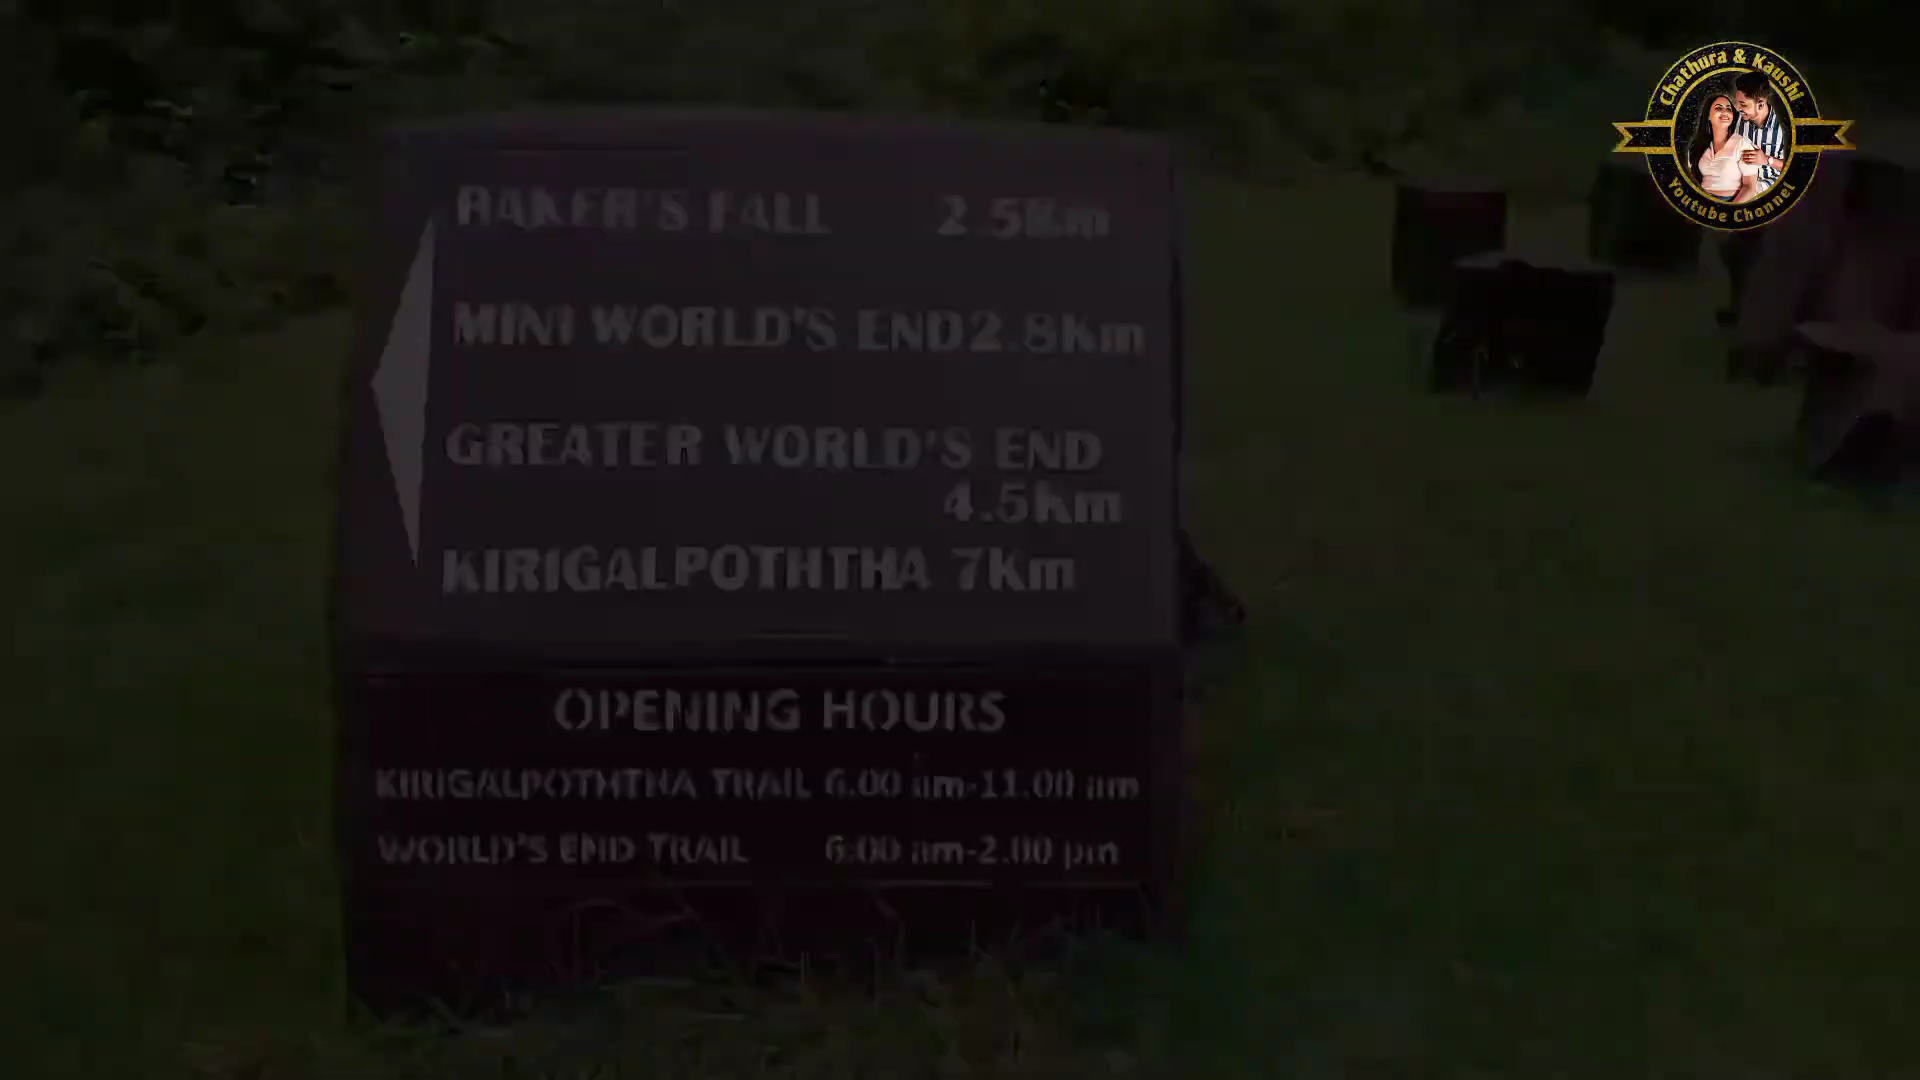 BAKER'S FALL 2.5Km
MINI WORLD'S END 2.8Km
GREATER WORLD'S END
4.5Km
KIRIGALPOTHTHA 7Km
OPENING HOURS
KIRIGALPOTHTHA TRAIL 6.00 am-11.00 am
WORLD'S END TRAIL 6.00 am-2.00 pm
Chathura & Kaushi
Youtube Channel